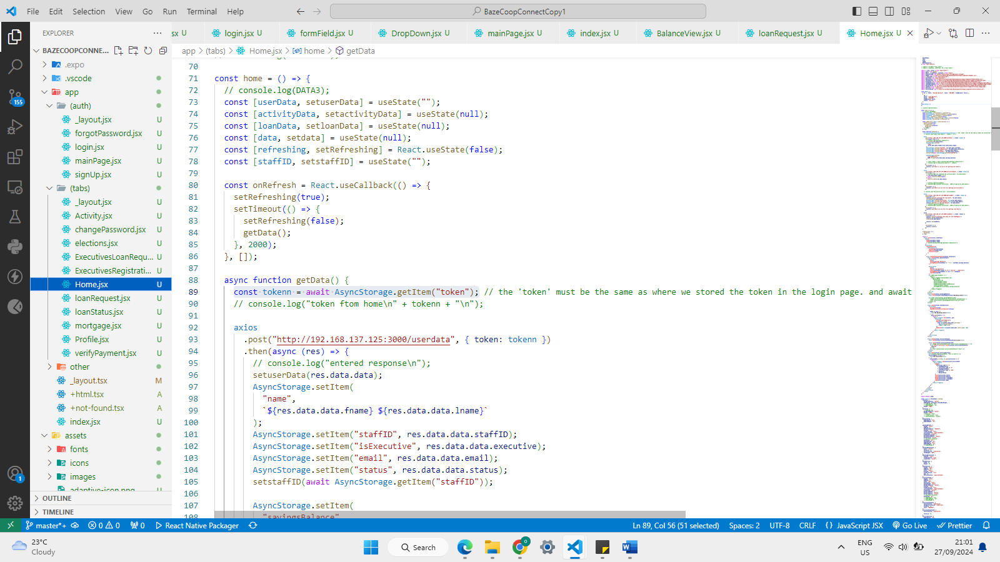 File Edit Selection View Go Run Terminal Help
BazeCoopConnectCopy1
EXPLORER
sx U
login.jsx U
formField.jsx U
DropDown.jsx U
mainPage.jsx U
index.jsx U
BalanceView.jsx U
loanRequest.jsx U
Home.jsx U
BAZECOOPCONNE...
app > (tabs) > Home.jsx > home > getData
.expo
.vscode
app
(auth)
_layout.jsx U
forgotPassword.jsx U
login.jsx U
mainPage.jsx U
signUp.jsx U
(tabs)
_layout.jsx U
Activity.jsx U
changePassword.jsx U
elections.jsx U
ExecutivesLoanRequ... U
ExecutivesRegistrati... U
Home.jsx U
loanRequest.jsx U
loanStatus.jsx U
mortgage.jsx U
Profile.jsx U
verifyPayment.jsx U
other
_layout.tsx M
+html.tsx A
+not-found.tsx A
index.jsx U
assets
fonts
icons
images
adaptive-icon.png U
OUTLINE
TIMELINE
155
1
70
71 const home = () => {
72 // console.log(DATA3);
73 const [userData, setuserData] = useState("");
74 const [activityData, setactivityData] = useState(null);
75 const [loanData, setloanData] = useState(null);
76 const [data, setdata] = useState(null);
77 const [refreshing, setRefreshing] = React.useState(false);
78 const [staffID, setstaffID] = useState("");
79
80 const onRefresh = React.useCallback(() => {
81 setRefreshing(true);
82 setTimeout(() => {
83 setRefreshing(false);
84 getData();
85 }, 2000);
86 }, []);
87
88 async function getData() {
89 const tokenn = await AsyncStorage.getItem("token"); // the 'token' must be the same as where we stored the token in the login page. and await
90 // console.log("token ftom home\n" + tokenn + "\n");
91
92 axios
93 .post("http://192.168.137.125:3000/userdata", { token: tokenn })
94 .then(async (res) => {
95 // console.log("entered response\n");
96 setuserData(res.data.data);
97 AsyncStorage.setItem(
98 "name",
99 `${res.data.data.fname} ${res.data.data.lname}`
100 );
101 AsyncStorage.setItem("staffID", res.data.data.staffID);
102 AsyncStorage.setItem("isExecutive", res.data.data.executive);
103 AsyncStorage.setItem("email", res.data.data.email);
104 AsyncStorage.setItem("status", res.data.data.status);
105 setstaffID(await AsyncStorage.getItem("staffID"));
106
107 AsyncStorage.setItem(
108 "savingsBalance"
master*+ 0 0 0 React Native Packager
Ln 89, Col 56 (51 selected) Spaces: 2 UTF-8 CRLF {} JavaScript JSX Go Live Prettier
23°C
Cloudy
Search
ENG
US
21:01
27/09/2024